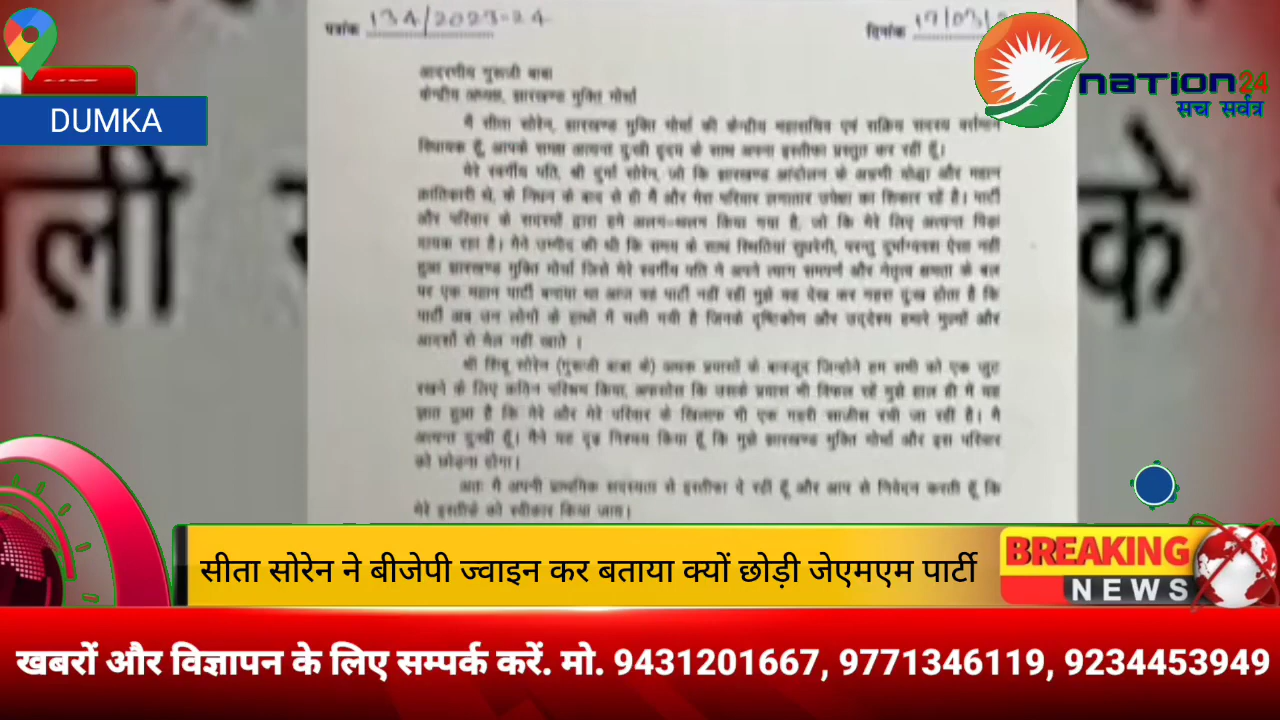 पत्रांक 134/2023-24
दिनांक
आदरणीय गुरुजी बाबा
केन्द्रीय अध्यक्ष, झारखण्ड मुक्ति मोर्चा
मैं सीता सोरेन, झारखण्ड मुक्ति मोर्चा की केन्द्रीय महासचिव एवं सक्रिय सदस्य वर्तमान
विधायक हूँ, आपके समक्ष अत्यन्त दुःखी हृदय के साथ अपना इस्तीफा प्रस्तुत कर रही हूँ।
मेरे स्वर्गीय पति, श्री दुर्गा सोरेन, जो कि झारखण्ड आंदोलन के अग्रणी योद्धा और महान
क्रांतिकारी थे, के निधन के बाद से ही मैं और मेरा परिवार लगातार उपेक्षा का शिकार रहें है। पार्टी
और परिवार के सदस्यों द्वारा हमे अलग-थलग किया गया है, जो कि मेरे लिए अत्यन्त पिड़ा
दायक रहा है। मैने उम्मीद की थी कि समय के साथ स्थितियां सुधरेगी, परन्तु दुर्भाग्यवश ऐसा नहीं
हुआ झारखण्ड मुक्ति मोर्चा जिसे मेरे स्वर्गीय पति ने अपने त्याग समपर्ण और नेतृत्व क्षमता के बल
पर एक महान पार्टी बनाया था आज वह पार्टी नहीं रही मुझे यह देख कर गहरा दुःख होता है कि
पार्टी अब उन लोगों के हाथों में चली गयी है जिनके दृष्टिकोण और उद्देश्य हमारे मुल्यों और
आदर्शो से मेल नहीं खाते ।
श्री शिबू सोरेन (गुरूजी बाबा के) अथक प्रयासों के बावजूद जिन्होने हम सभी को एक जुट
रखने के लिए कठिन परिश्रम किया, अफसोस कि उसके प्रयास भी विफल रहें मुझे हाल ही में यह
ज्ञात हुआ है कि मेरे और मेरे परिवार के खिलाफ भी एक गहरी साजीस रची जा रही है। मैं
अत्यन्त दुःखी हूँ। मैने यह दृढ़ निश्चय किया हूँ कि मुझे झारखण्ड मुक्ति मोर्चा और इस परिवार
को छोडना होगा।
अतः मैं अपनी प्राथमिक सदस्यता से इस्तीफा दे रही हूँ और आप से निवेदन करती हूँ कि
मेरे इस्तीफे को स्वीकार किया जाय।
nation24
सच सर्वत्र
DUMKA
के
सीता सोरेन ने बीजेपी ज्वाइन कर बताया क्यों छोड़ी जेएमएम पार्टी
BREAKING
NEWS
खबरों और विज्ञापन के लिए सम्पर्क करें. मो. 9431201667, 9771346119, 9234453949